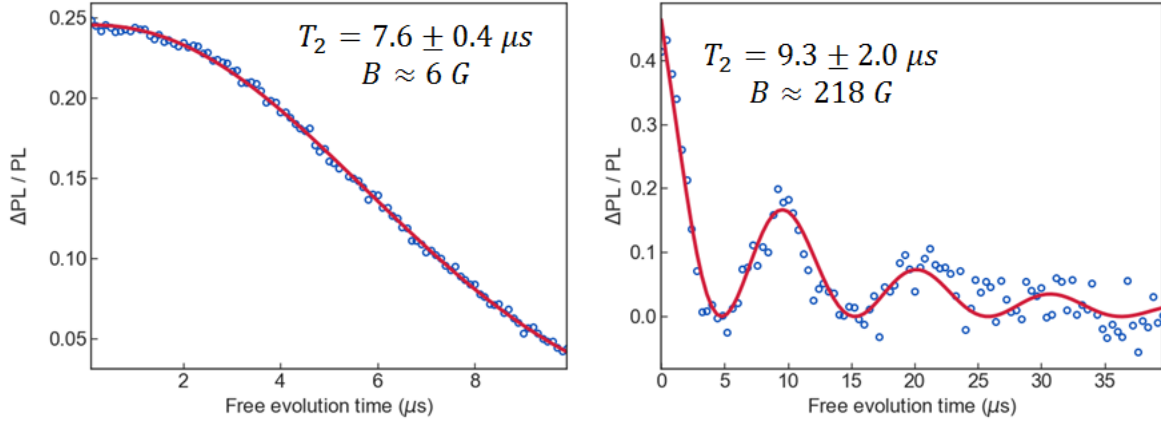 0.25
0.20
0.15
0.10
0.05
2
4
6
8
ΔPL / PL
Free evolution time (μs)
T₂ = 7.6 ± 0.4 μs
B ≈ 6 G
0.4
0.3
0.2
0.1
0.0
0
5
10
15
20
25
30
35
ΔPL / PL
Free evolution time (μs)
T₂ = 9.3 ± 2.0 μs
B ≈ 218 G